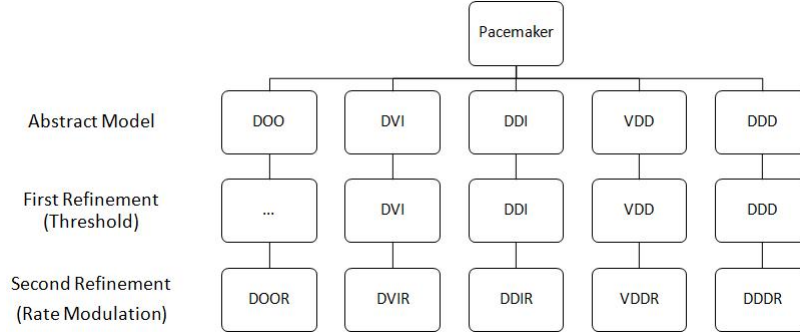 Pacemaker
Abstract Model DOO DVI DDI VDD DDD
First Refinement
(Threshold) ... DVI DDI VDD DDD
Second Refinement
(Rate Modulation) DOOR DVIR DDIR VDDR DDDR